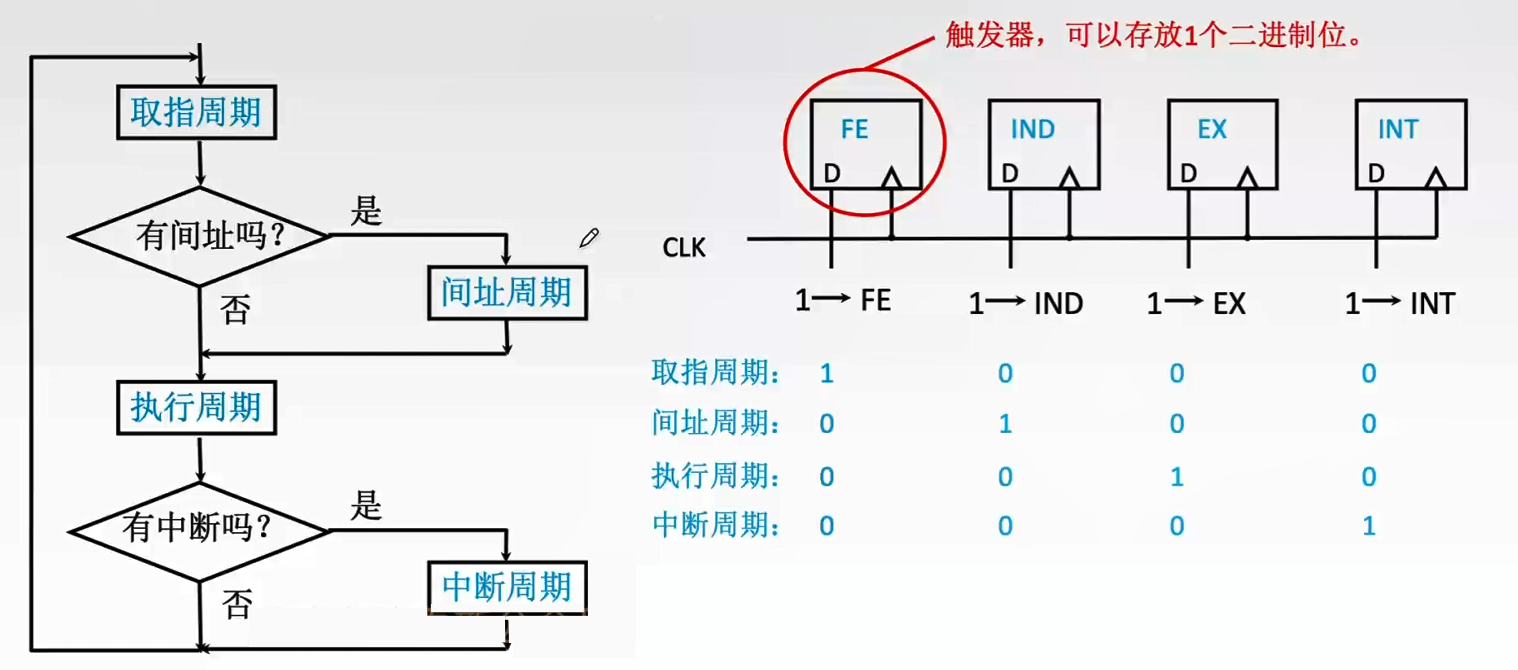 取指周期
有间址吗?
是
间址周期
否
执行周期
有中断吗?
是
中断周期
否
触发器，可以存放1个二进制位。
FE IND EX INT
D D D D
CLK
1→ FE 1→ IND 1→ EX 1→ INT
取指周期： 1 0 0 0
间址周期： 0 1 0 0
执行周期： 0 0 1 0
中断周期： 0 0 0 1